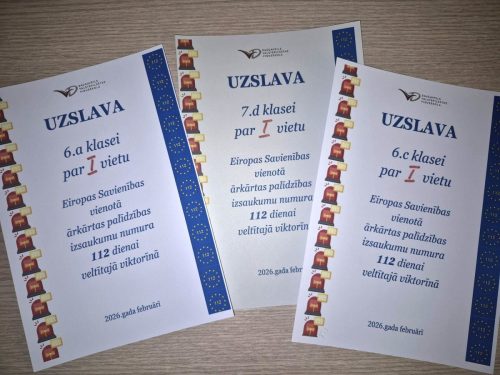 UZSLAVA
6.a klasei
par I vietu
Eiropas Savienības
vienotā
ārkārtas palīdzības
izsaukumu numura
112 dienai
veltītajā viktorīnā
2026.gada februārī
UZSLAVA
7.d klasei
par I vietu
Eiropas Savienības
vienotā
ārkārtas palīdzības
izsaukumu numura
112 dienai
veltītajā viktorīnā
2026.gada febru
UZSLAVA
6.c klasei
par I vietu
Eiropas Savienības
vienotā
ārkārtas palīdzības
izsaukumu numura
112 dienai
veltītajā viktorīnā
2026.gada februārī